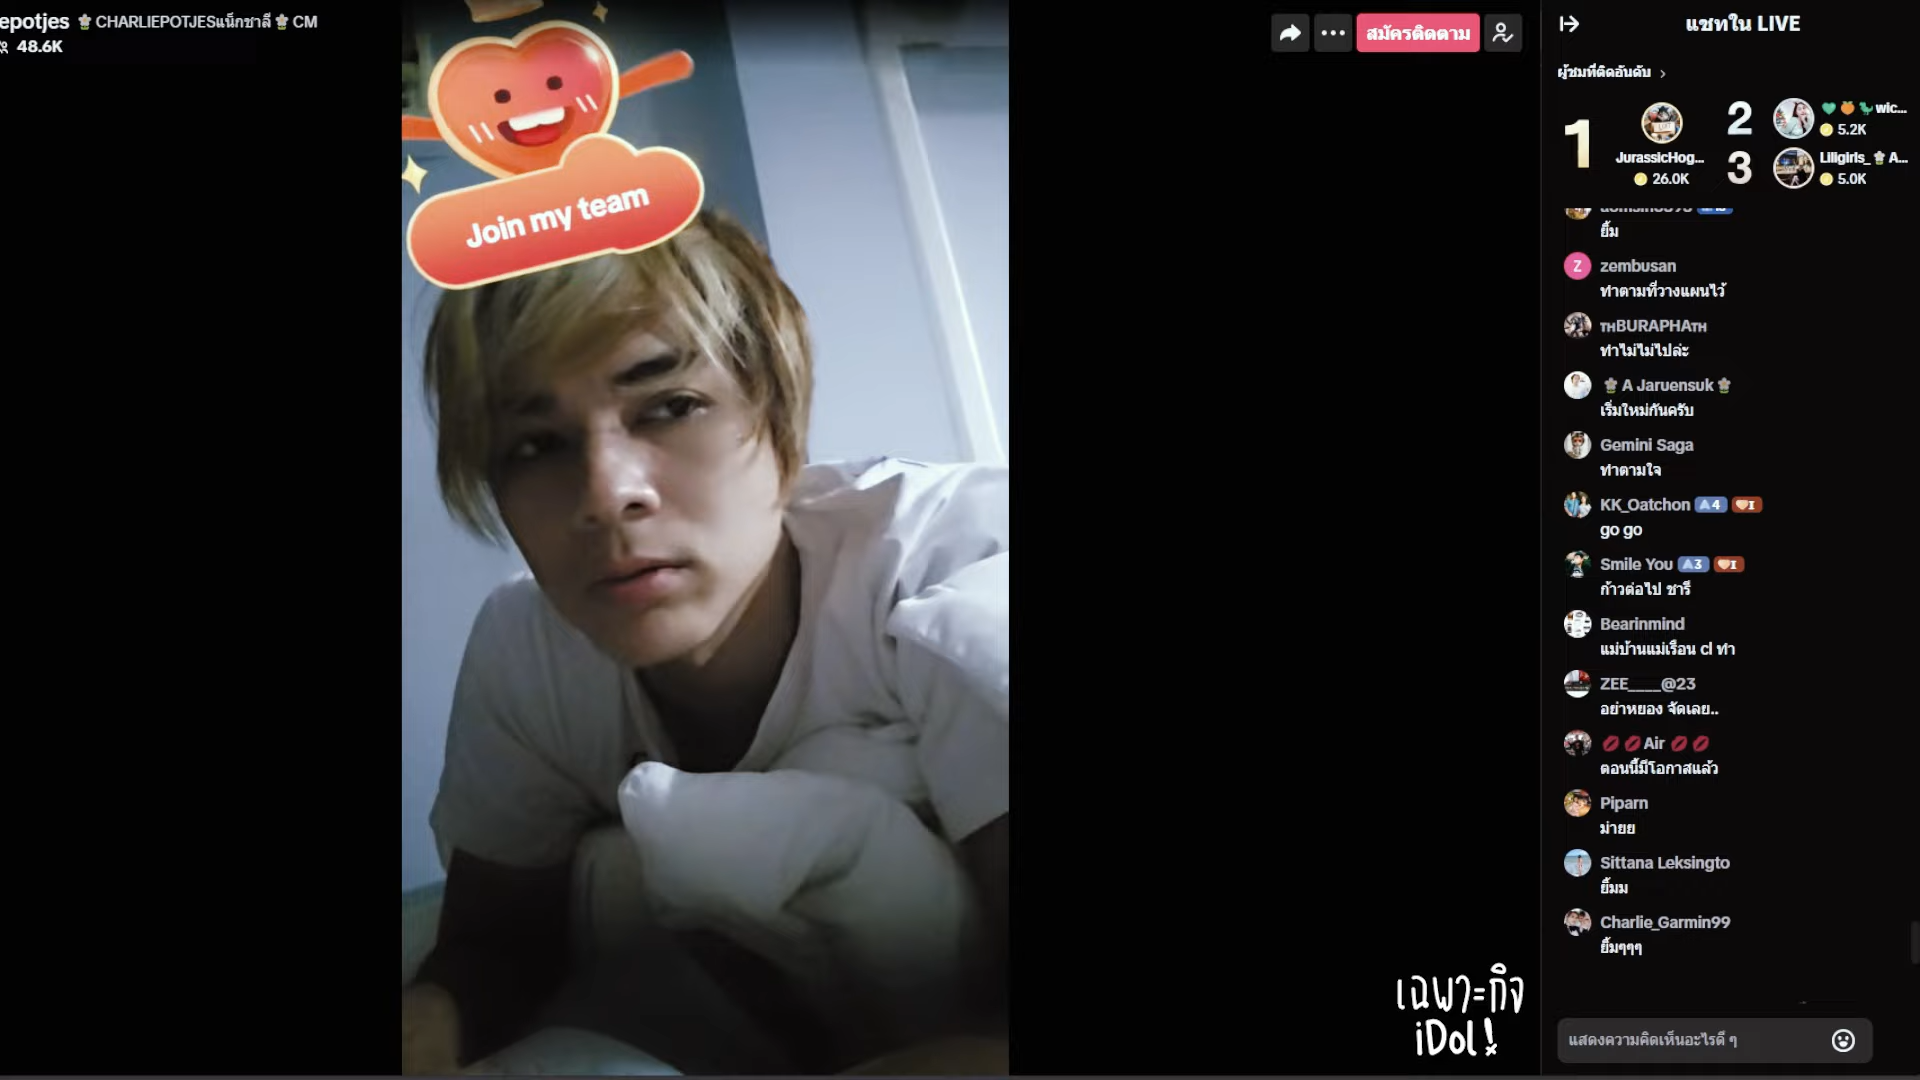 epotjes CHARLIEPOTJESแน็กชาลี CM
48.6K
Join my team
สมัครติดตาม
แชทใน LIVE
ผู้ชมที่ติดอันดับ >
1
JurassicHog...
26.0K
2
wic...
5.2K
3
Liligirls_ A...
5.0K
ยิ้ม
Z
zembusan
ทำตามที่วางแผนไว้
ᴛʜBURAPHAᴛʜ
ทำไม่ไม่ไปล่ะ
A Jaruensuk
เริ่มใหม่กันครับ
Gemini Saga
ทำตามใจ
KK_Oatchon 4 I
go go
Smile You 3 I
ก้าวต่อไป ชารี
Bearinmind
แม่บ้านแม่เรือน cl ทำ
ZEE____@23
อย่าหยอง จัดเลย..
Air
ตอนนี้มีโอกาสแล้ว
Piparn
ม่ายย
Sittana Leksingto
ยิ้มม
Charlie_Garmin99
ยิ้มๆๆๆ
เฉพาะกิจ
iDol!
แสดงความคิดเห็นอะไรดี ๆ